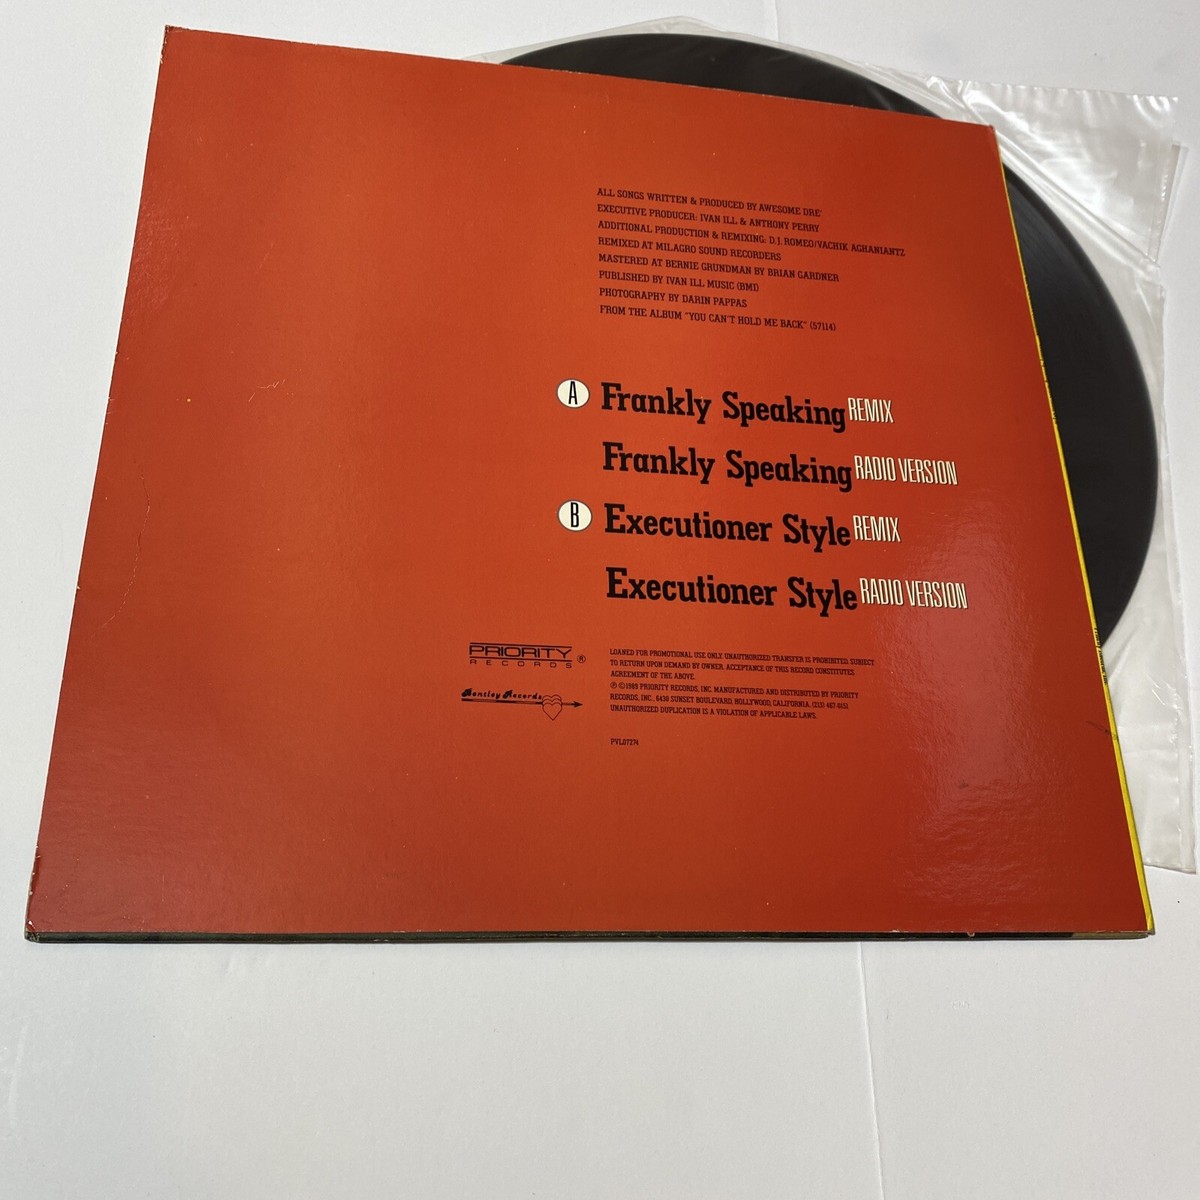 ALL SONGS WRITTEN & PRODUCED BY AWESOME DRE'
EXECUTIVE PRODUCER: IVAN ILL & ANTHONY PERRY
ADDITIONAL PRODUCTION & REMIXING: D.J. ROMEO/VACHIK AGHANIANTZ
REMIXED AT MILAGRO SOUND RECORDERS
MASTERED AT BERNIE GRUNDMAN BY BRIAN GARDNER
PUBLISHED BY IVAN ILL MUSIC (BMI)
PHOTOGRAPHY BY DARIN PAPPAS
FROM THE ALBUM "YOU CAN'T HOLD ME BACK" (57114)
A Frankly Speaking REMIX
Frankly Speaking RADIO VERSION
B Executioner Style REMIX
Executioner Style RADIO VERSION
PRIORITY
RECORDS ®
Bentley Records
LOANED FOR PROMOTIONAL USE ONLY. UNAUTHORIZED TRANSFER IS PROHIBITED. SUBJECT
TO RETURN UPON DEMAND BY OWNER. ACCEPTANCE OF THIS RECORD CONSTITUTES
AGREEMENT OF THE ABOVE.
℗ ©1989 PRIORITY RECORDS, INC. MANUFACTURED AND DISTRIBUTED BY PRIORITY
RECORDS, INC., 6430 SUNSET BOULEVARD, HOLLYWOOD, CALIFORNIA. (213) 467-0151
UNAUTHORIZED DUPLICATION IS A VIOLATION OF APPLICABLE LAWS.
PVL07274